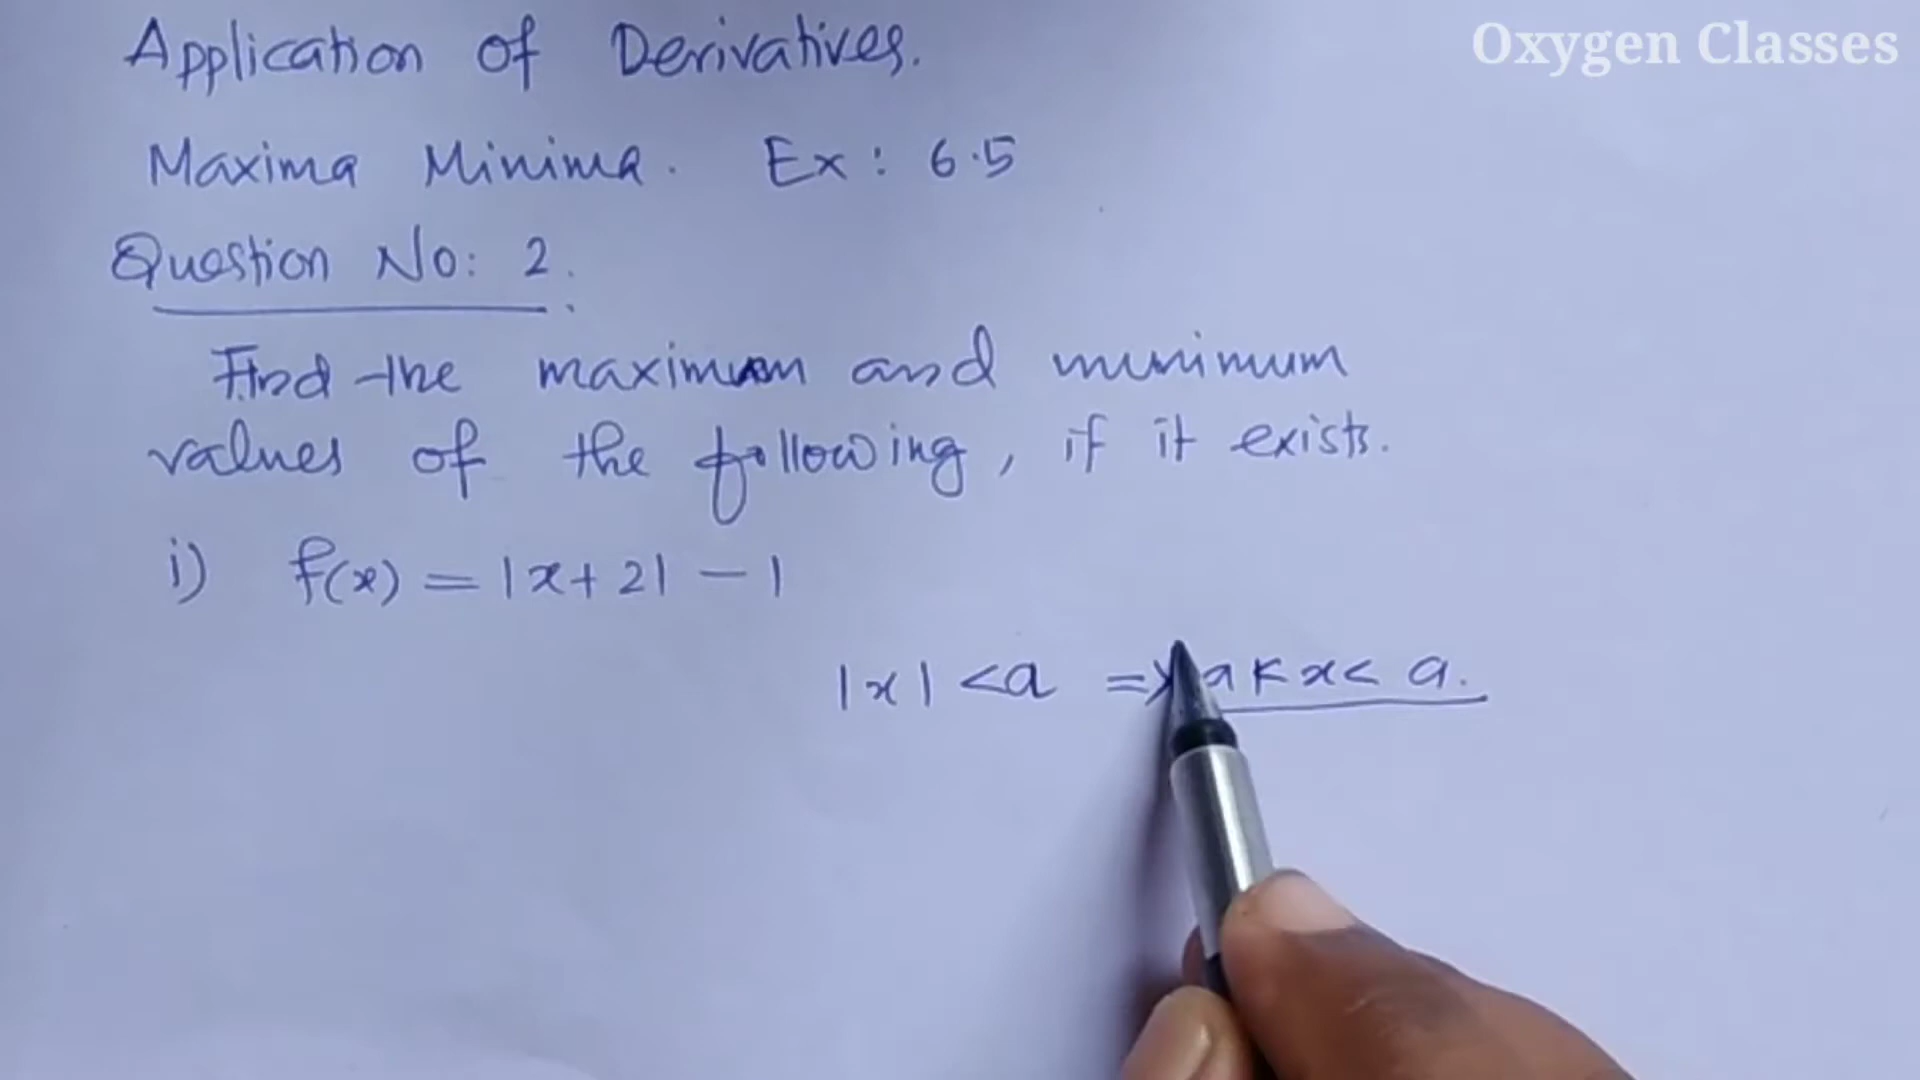 Oxygen Classes
Application of Derivatives.
Maxima Minima. Ex: 6.5
Question No: 2.
Find the maximum and minimum
values of the following, if it exists.
i) f(x) = |x+2| - 1
|x| < a => a < x < a.